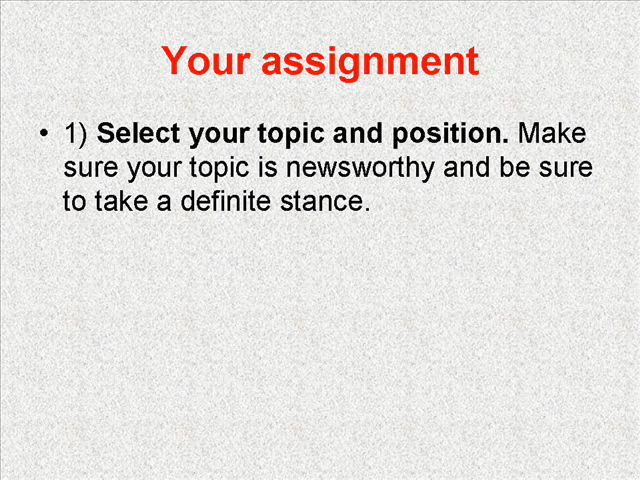 Your assignment
• 1) Select your topic and position. Make
sure your topic is newsworthy and be sure
to take a definite stance.